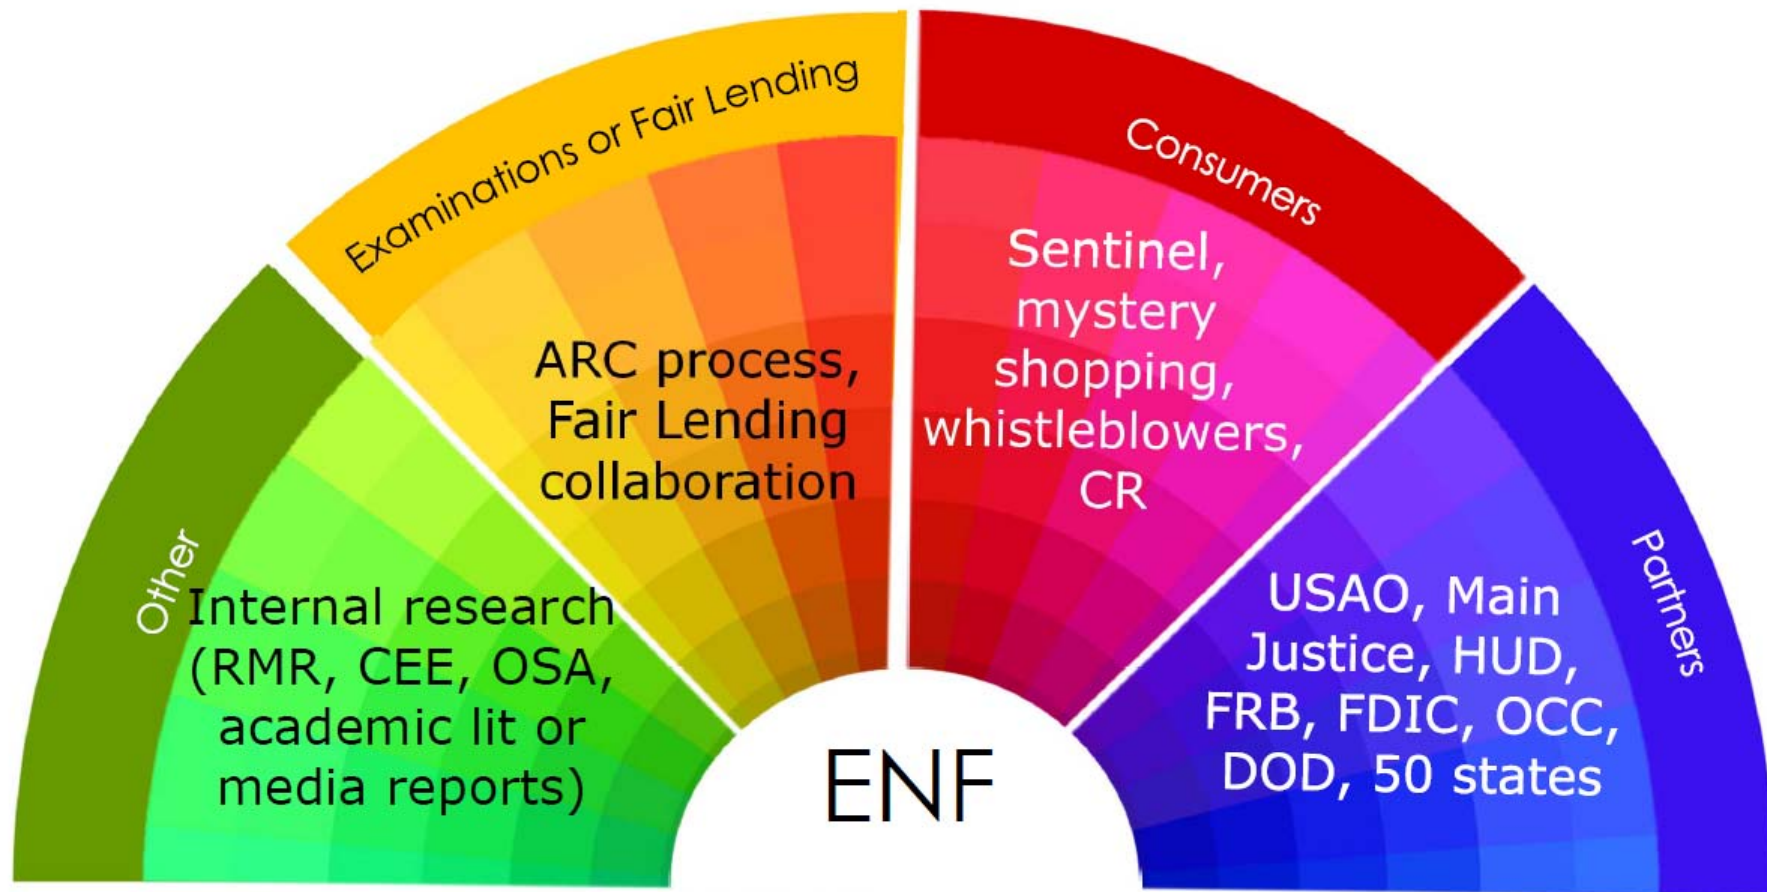 Other
Internal research
(RMR, CEE, OSA,
academic lit or
media reports)
Examinations or Fair Lending
ARC process,
Fair Lending
collaboration
Consumers
Sentinel,
mystery
shopping,
whistleblowers,
CR
Partners
USAO, Main
Justice, HUD,
FRB, FDIC, OCC,
DOD, 50 states
ENF